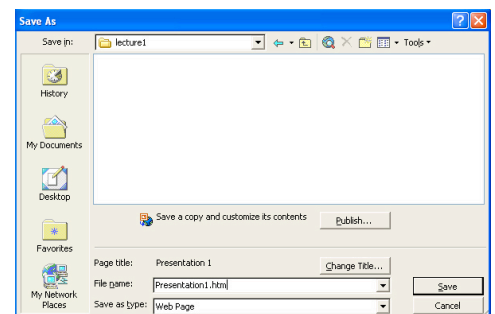 Save As
Save in:
lecture1
Tools
History
My Documents
Desktop
Favorites
My Network
Places
Save a copy and customize its contents
Publish...
Page title:
Presentation 1
Change Title...
File name:
Presentation1.htm
Save
Save as type:
Web Page
Cancel